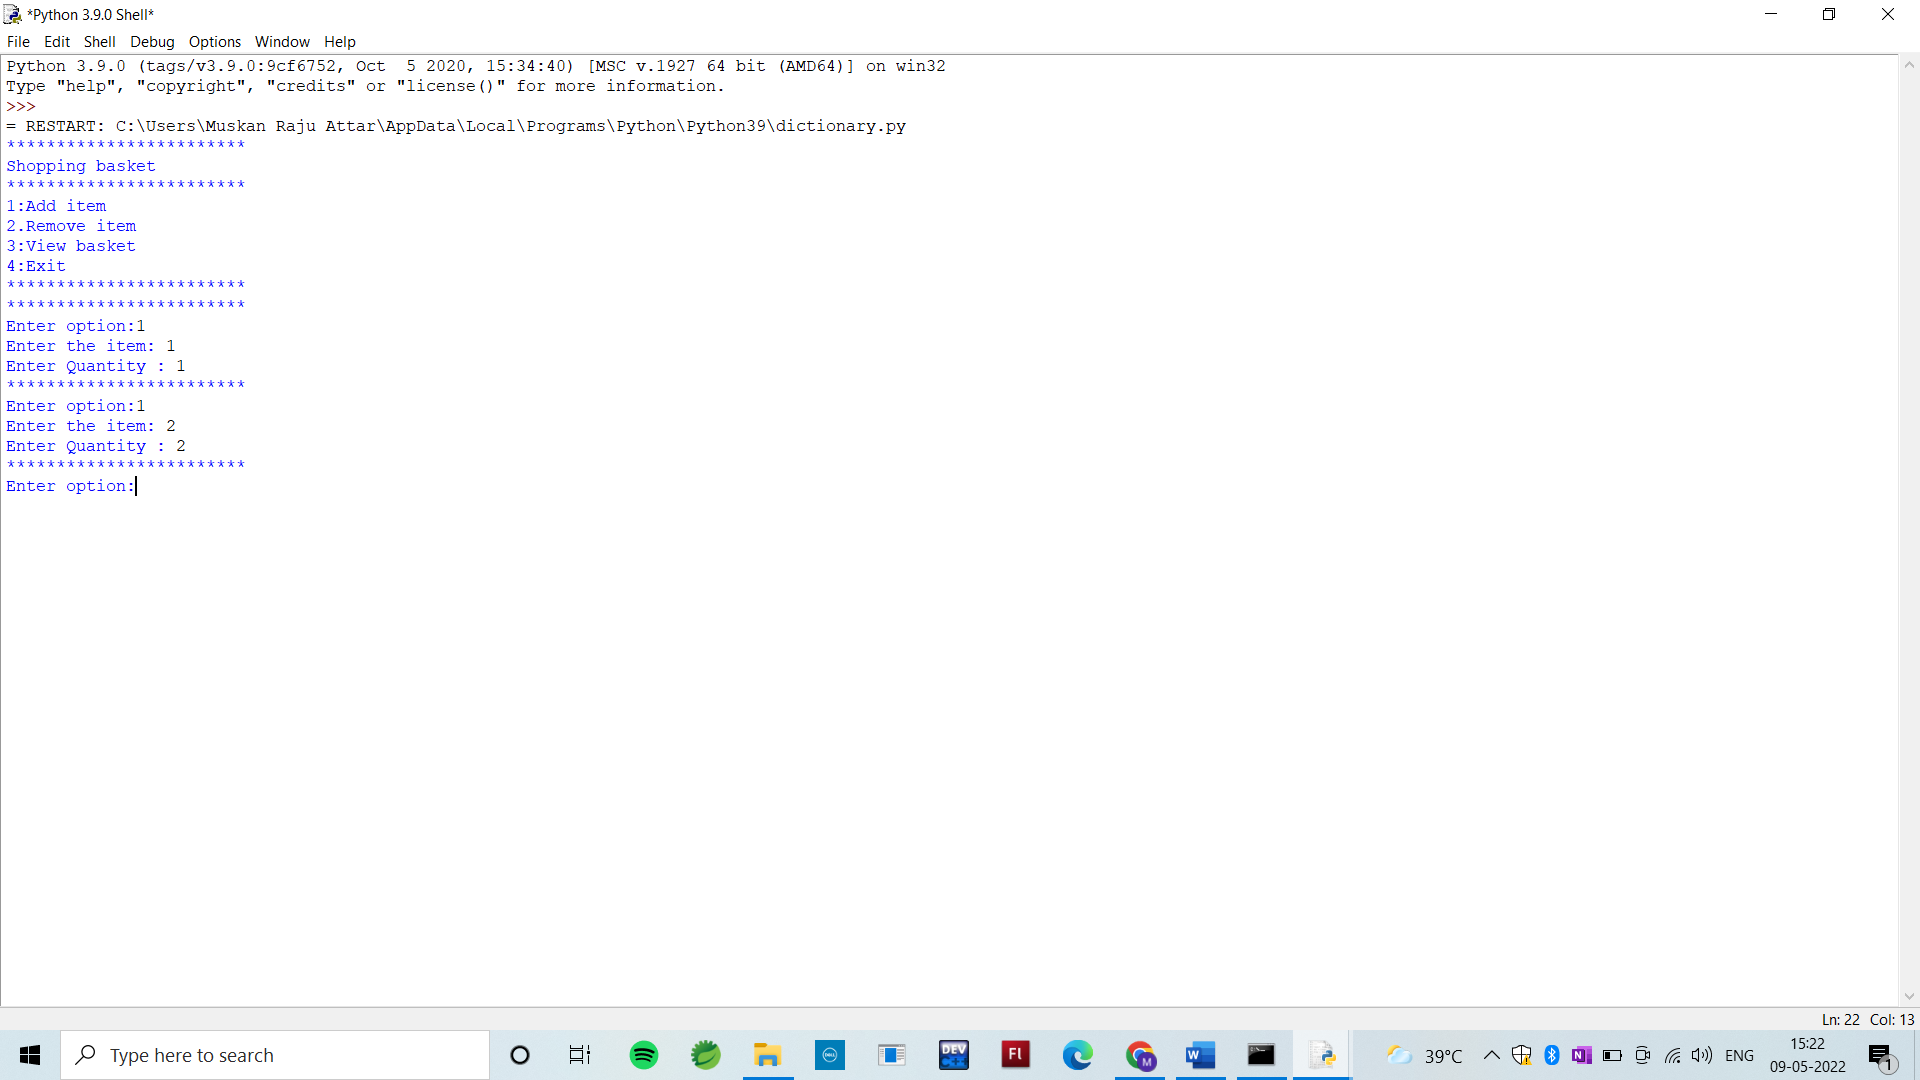 *Python 3.9.0 Shell*
File Edit Shell Debug Options Window Help
Python 3.9.0 (tags/v3.9.0:9cf6752, Oct  5 2020, 15:34:40) [MSC v.1927 64 bit (AMD64)] on win32
Type "help", "copyright", "credits" or "license()" for more information.
>>>
= RESTART: C:\Users\Muskan Raju Attar\AppData\Local\Programs\Python\Python39\dictionary.py
************************
Shopping basket
************************
1:Add item
2.Remove item
3:View basket
4:Exit
************************
************************
Enter option:1
Enter the item: 1
Enter Quantity : 1
************************
Enter option:1
Enter the item: 2
Enter Quantity : 2
************************
Enter option:
Ln: 22 Col: 13
Type here to search
DELL
DEV C++
Fl
M
W
39°C
N
ENG
15:22
09-05-2022
1